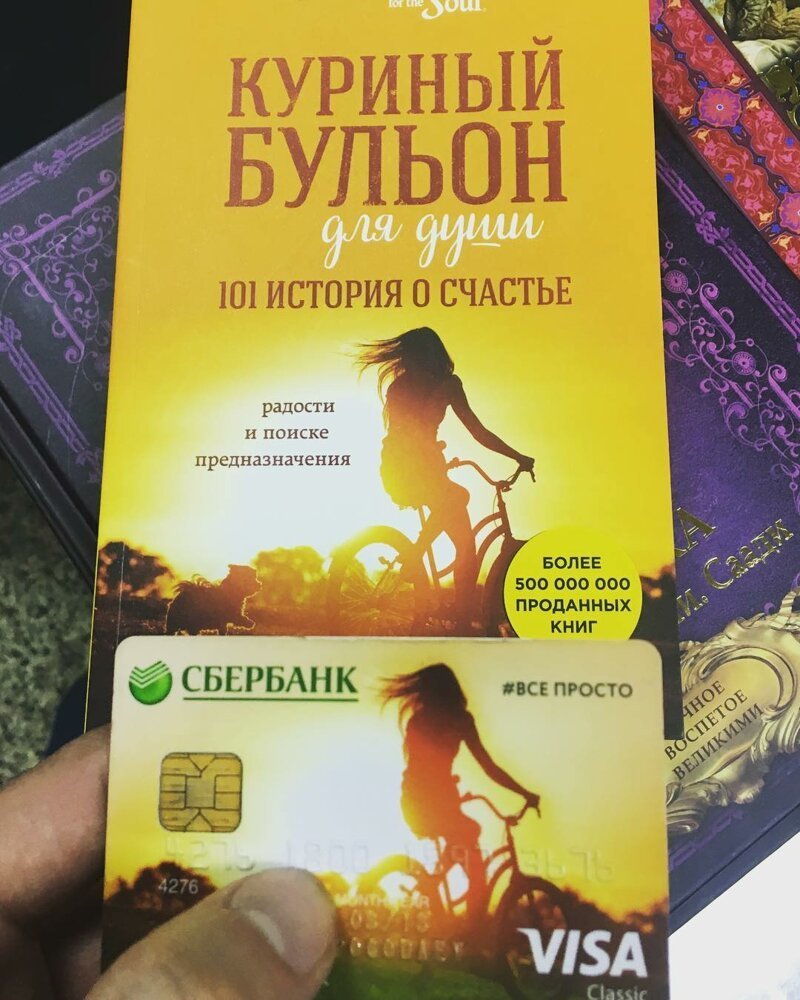 for the Soul
КУРИНЫЙ
БУЛЬОН
для души
101 ИСТОРИЯ О СЧАСТЬЕ
радости
и поиске
предназначения
БОЛЕЕ
500 000 000
ПРОДАННЫХ
КНИГ
М. Саади
ВОСПЕТОЕ
ВЕЛИКИМИ
СБЕРБАНК
#ВСЕ ПРОСТО
4276
VISA
Classic